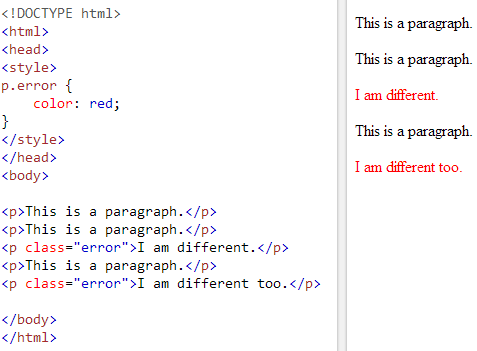 <!DOCTYPE html>
<html>
<head>
<style>
p.error {
    color: red;
}
</style>
</head>
<body>

<p>This is a paragraph.</p>
<p>This is a paragraph.</p>
<p class="error">I am different.</p>
<p>This is a paragraph.</p>
<p class="error">I am different too.</p>

</body>
</html>

This is a paragraph.
This is a paragraph.
I am different.
This is a paragraph.
I am different too.